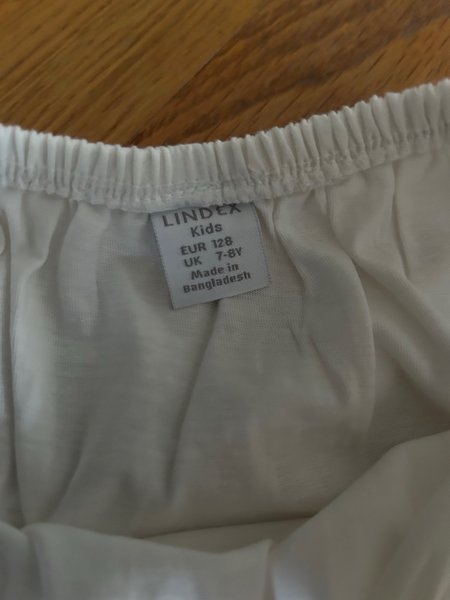 LINDEX
Kids
EUR 128
UK 7-8Y
Made in
Bangladesh